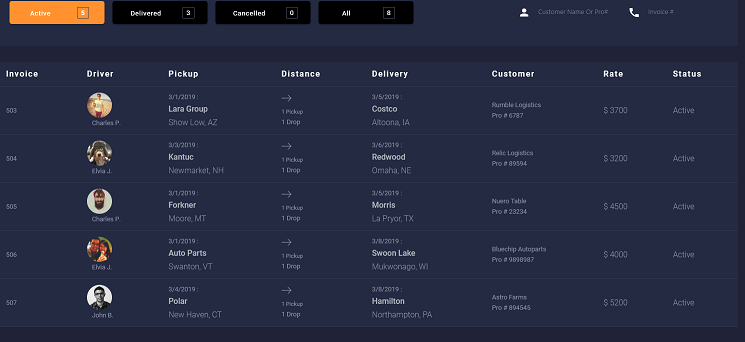 Active 5 Delivered 3 Cancelled 0 All 8 Customer Name Or Pro# Invoice #
Invoice Driver Pickup Distance Delivery Customer Rate Status
3/1/2019 : 3/5/2019 :
503 Lara Group 1 Pickup Costco Rumble Logistics $ 3700 Active
Charles P. Show Low, AZ 1 Drop Altoona, IA Pro # 6787
3/3/2019 : 3/6/2019 :
504 Kantuc 1 Pickup Redwood Relic Logistics $ 3200 Active
Elvia J. Newmarket, NH 1 Drop Omaha, NE Pro # 89594
3/1/2019 : 3/5/2019 :
505 Forkner 1 Pickup Morris Nuero Table $ 4500 Active
Charles P. Moore, MT 1 Drop La Pryor, TX Pro # 23234
3/1/2019 : 3/8/2019 :
506 Auto Parts 1 Pickup Swoon Lake Bluechip Autoparts $ 4000 Active
Elvia J. Swanton, VT 1 Drop Mukwonago, WI Pro # 9898987
3/4/2019 : 3/8/2019 :
507 Polar 1 Pickup Hamilton Astro Farms $ 5200 Active
John B. New Haven, CT 1 Drop Northampton, PA Pro # 894545